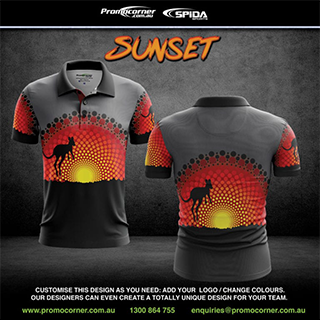 Promocorner
.com.au
SPIDA
SPORTS
SUNSET
CUSTOMISE THIS DESIGN AS YOU NEED: ADD YOUR LOGO / CHANGE COLOURS.
OUR DESIGNERS CAN EVEN CREATE A TOTALLY UNIQUE DESIGN FOR YOUR TEAM.
www.promocorner.com.au 1300 864 755 enquiries@promocorner.com.au